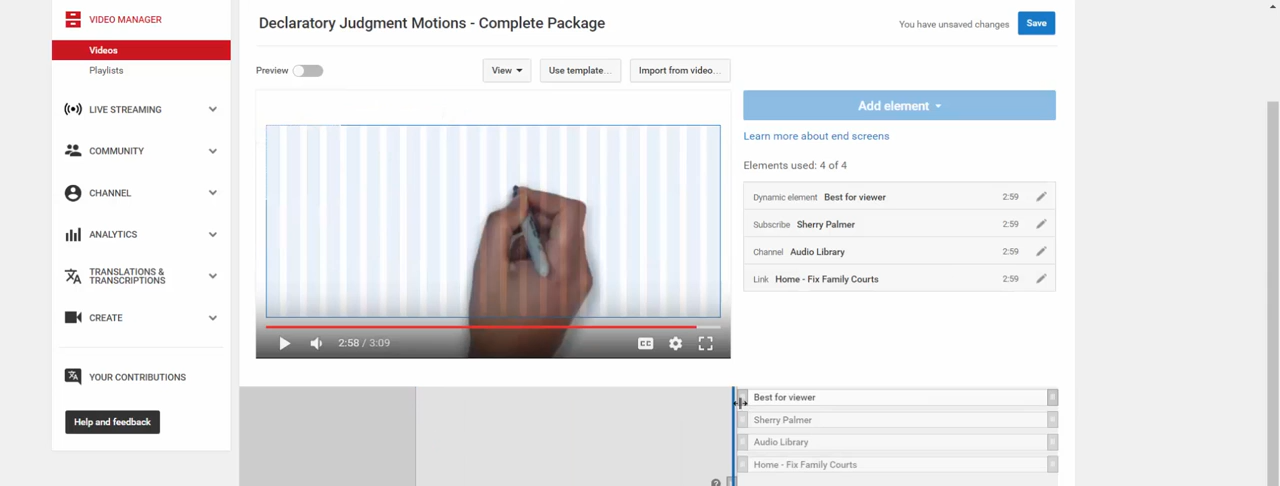 VIDEO MANAGER
Videos
Playlists
LIVE STREAMING
COMMUNITY
CHANNEL
ANALYTICS
TRANSLATIONS &
TRANSCRIPTIONS
CREATE
YOUR CONTRIBUTIONS
Help and feedback
Declaratory Judgment Motions - Complete Package
You have unsaved changes
Save
Preview
View
Use template...
Import from video...
CC
2:58 / 3:09
Add element
Learn more about end screens
Elements used: 4 of 4
Dynamic element Best for viewer 2:59
Subscribe Sherry Palmer 2:59
Channel Audio Library 2:59
Link Home - Fix Family Courts 2:59
Best for viewer
Sherry Palmer
Audio Library
Home - Fix Family Courts
?